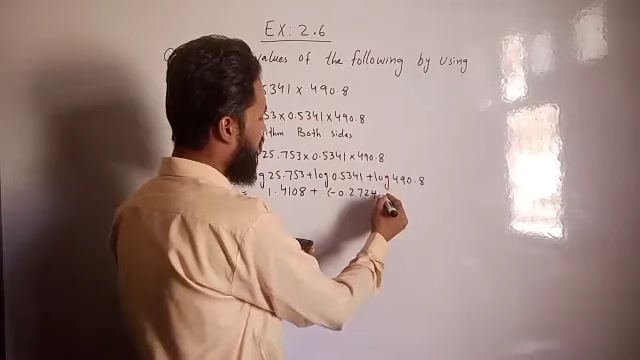 EX: 2.6
values of the following by using
5341 × 490.8
53×0.5341×490.8
ithm Both sides
25.753×0.5341×490.8
g 25.753+log 0.5341+log 490.8
= 1.4108 + (-0.2724